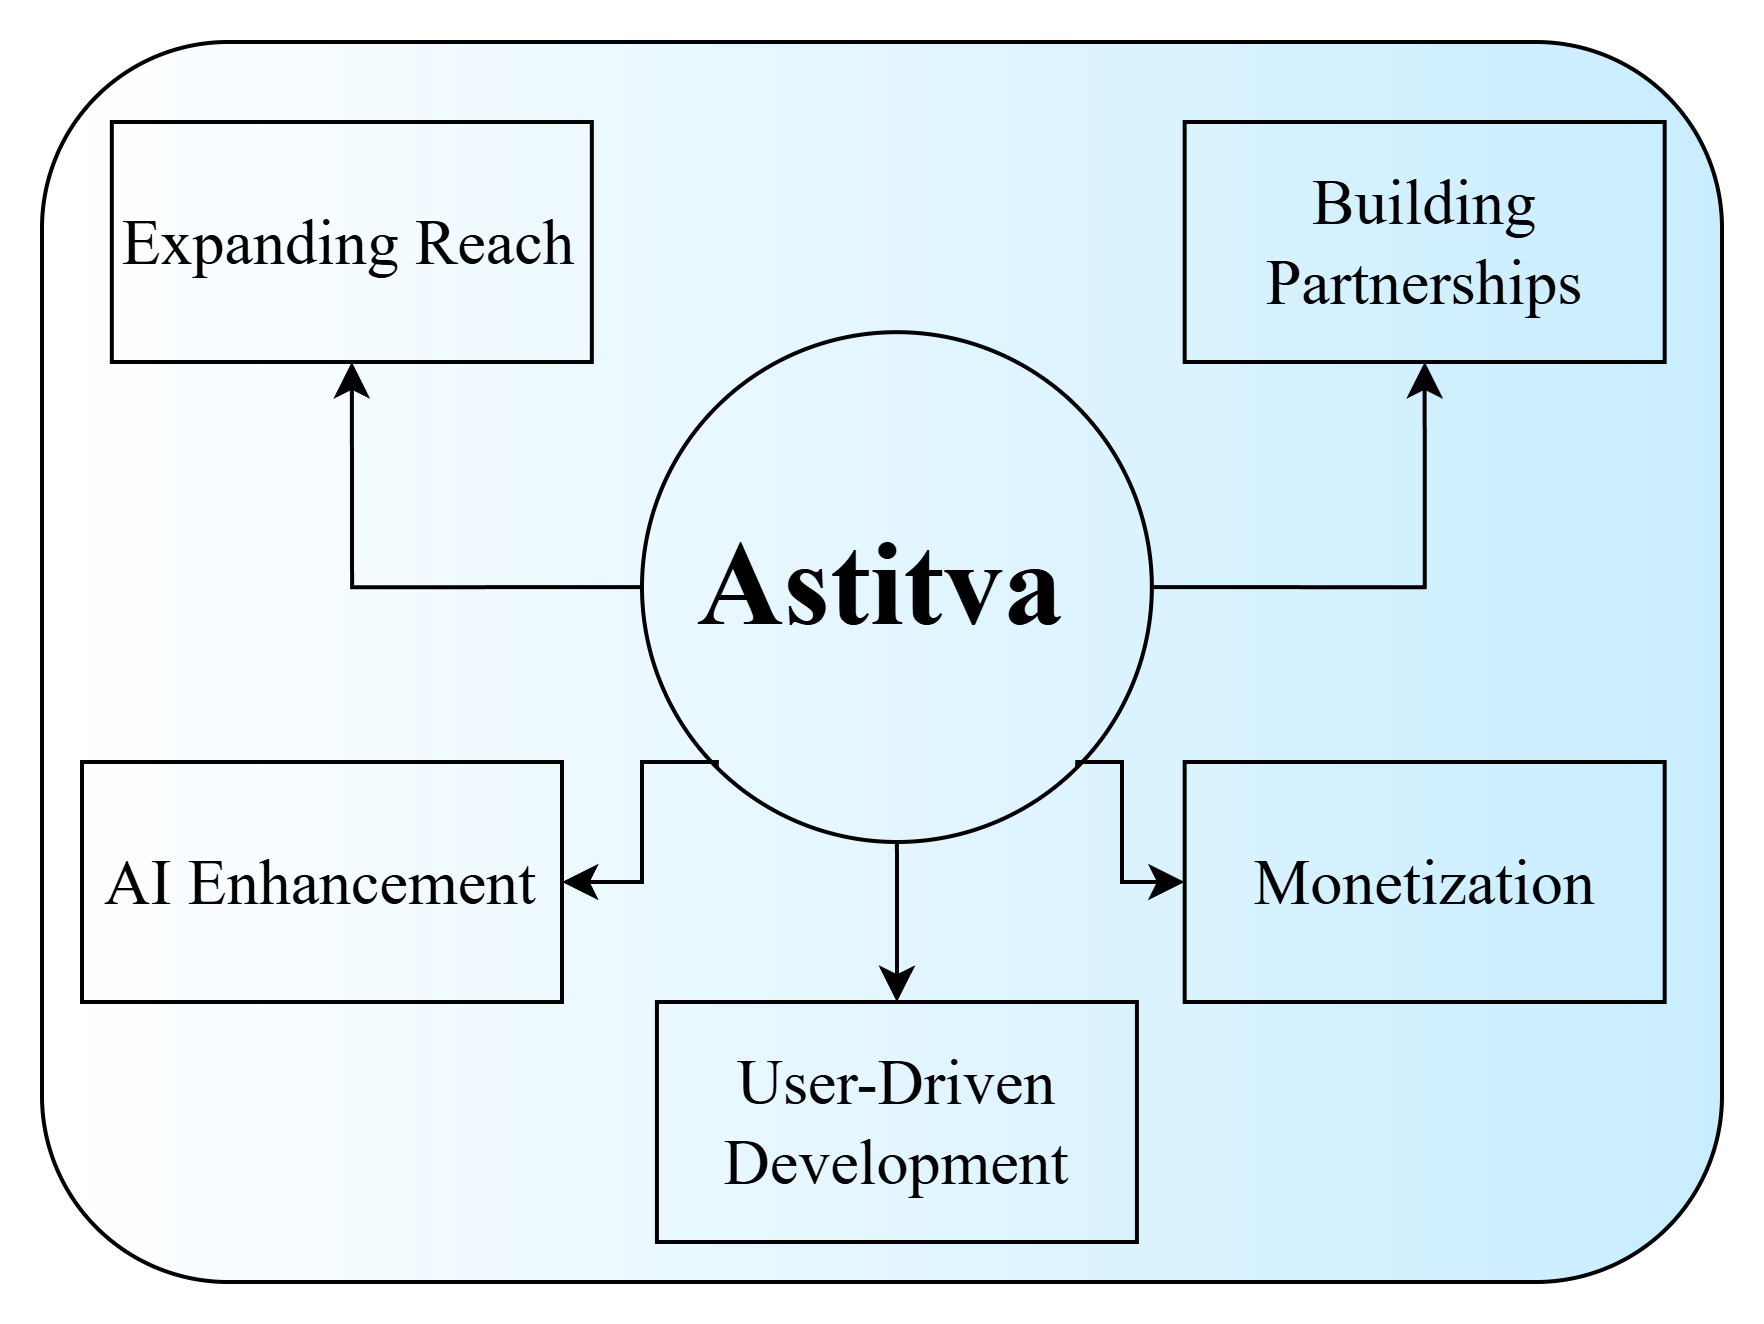 Expanding Reach
Building
Partnerships
Astitva
AI Enhancement
Monetization
User-Driven
Development